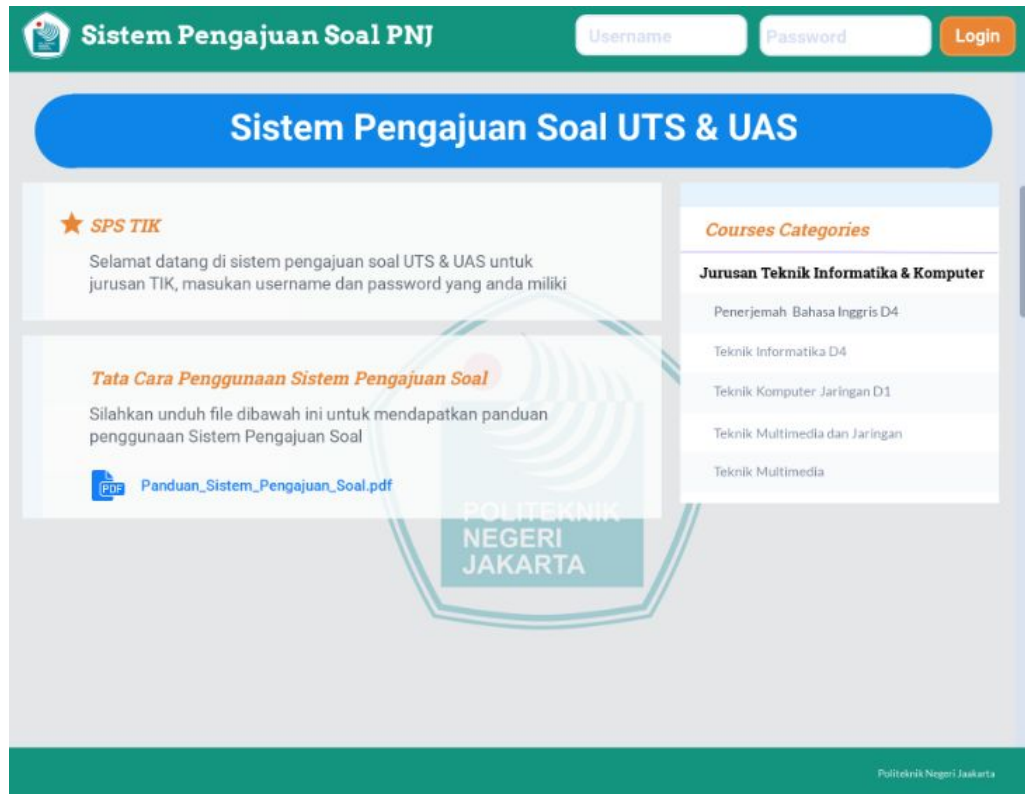 Sistem Pengajuan Soal PNJ
Username
Password
Login
Sistem Pengajuan Soal UTS & UAS
SPS TIK
Selamat datang di sistem pengajuan soal UTS & UAS untuk
jurusan TIK, masukan username dan password yang anda miliki
Tata Cara Penggunaan Sistem Pengajuan Soal
Silahkan unduh file dibawah ini untuk mendapatkan panduan
penggunaan Sistem Pengajuan Soal
PDF
Panduan_Sistem_Pengajuan_Soal.pdf
Courses Categories
Jurusan Teknik Informatika & Komputer
Penerjemah Bahasa Inggris D4
Teknik Informatika D4
Teknik Komputer Jaringan D1
Teknik Multimedia dan Jaringan
Teknik Multimedia
POLITEKNIK
NEGERI
JAKARTA
Politeknik Negeri Jaakarta